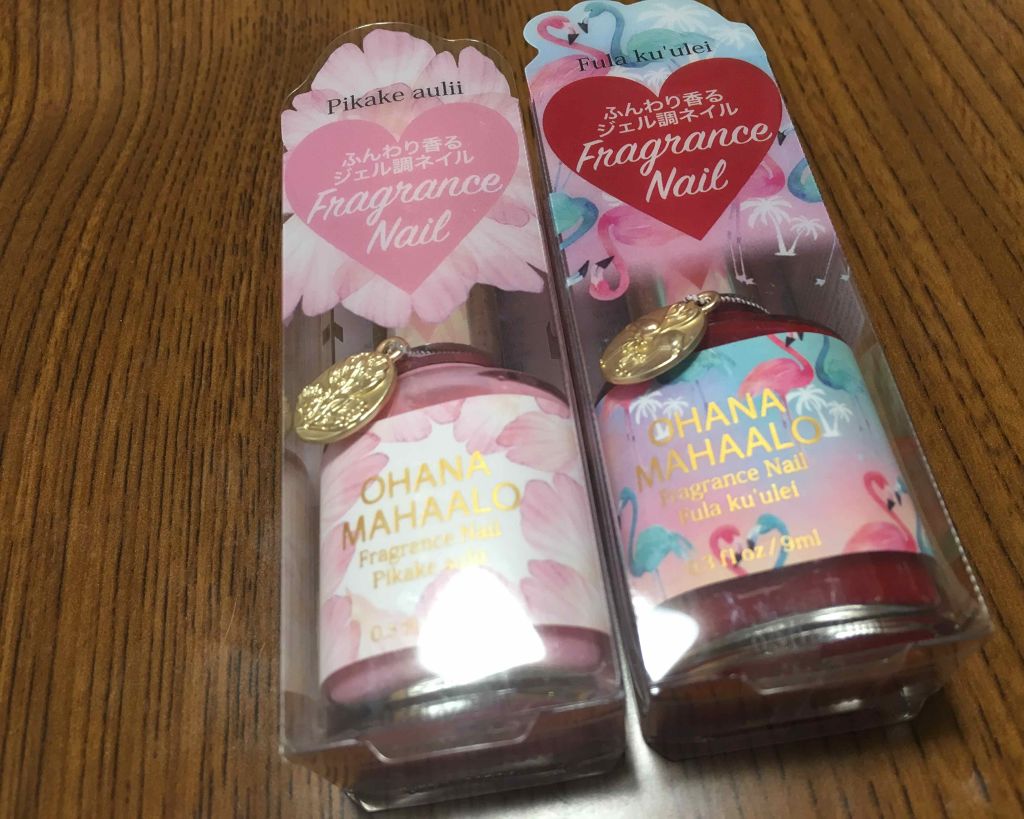 Pikake aulii
ふんわり香る
ジェル調ネイル
Fragrance
Nail
OHANA
MAHAALO
Fragrance Nail
Pikake aulii
Fula ku'ulei
ふんわり香る
ジェル調ネイル
Fragrance
Nail
OHANA
MAHAALO
Fragrance Nail
Fula ku'ulei
0.3 fl oz / 9ml